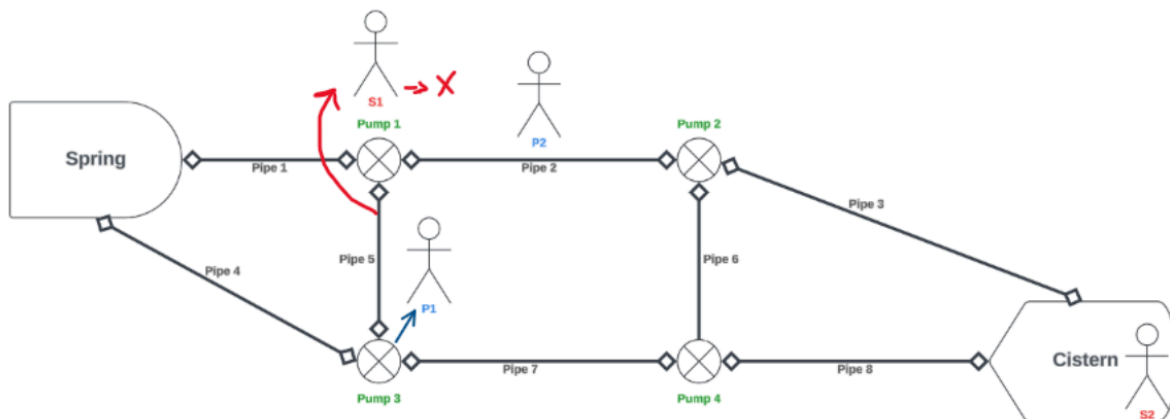 S1
X
Pump 1
P2
Pump 2
Spring
Pipe 1
Pipe 2
Pipe 3
Pipe 4
Pipe 5
P1
Pipe 6
Pump 3
Pipe 7
Pump 4
Pipe 8
Cistern
S2